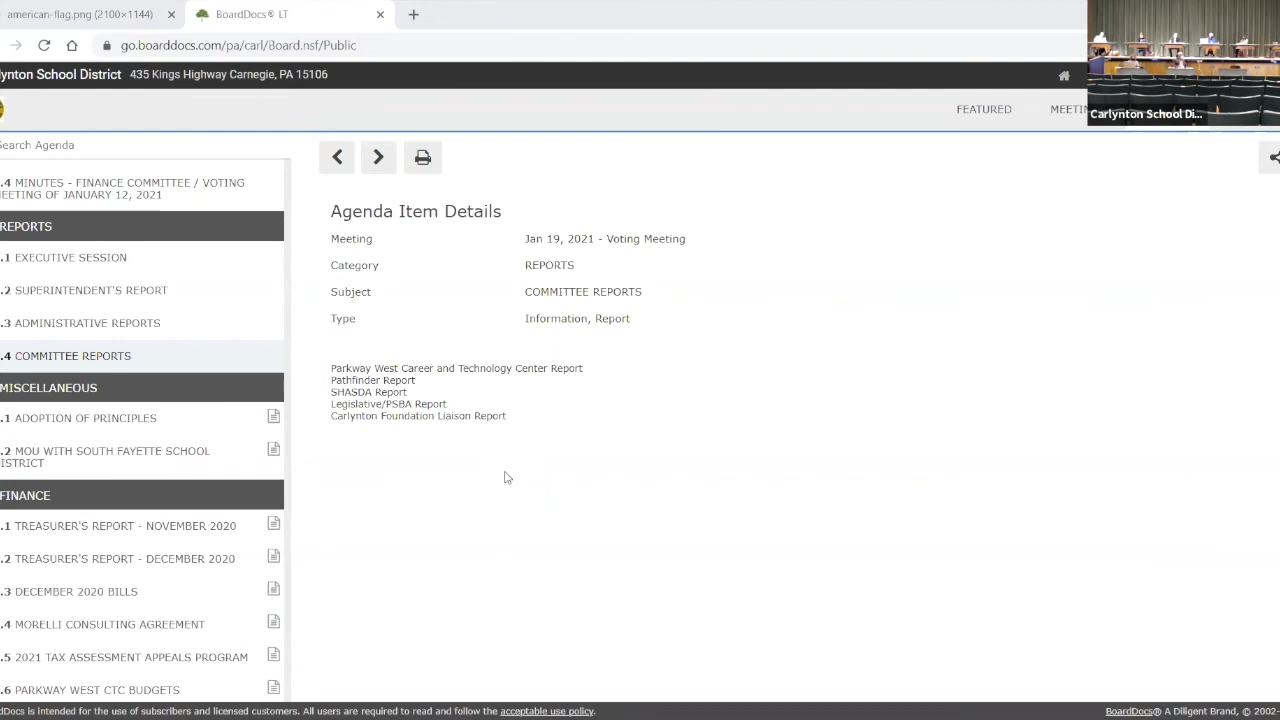 american-flag.png (2100×1144)
BoardDocs® LT
go.boarddocs.com/pa/carl/Board.nsf/Public
lynton School District 435 Kings Highway Carnegie, PA 15106
FEATURED
MEETIN
Carlynton School Di...
Search Agenda
.4 MINUTES - FINANCE COMMITTEE / VOTING
MEETING OF JANUARY 12, 2021
REPORTS
.1 EXECUTIVE SESSION
.2 SUPERINTENDENT'S REPORT
.3 ADMINISTRATIVE REPORTS
.4 COMMITTEE REPORTS
MISCELLANEOUS
.1 ADOPTION OF PRINCIPLES
.2 MOU WITH SOUTH FAYETTE SCHOOL
DISTRICT
FINANCE
.1 TREASURER'S REPORT - NOVEMBER 2020
.2 TREASURER'S REPORT - DECEMBER 2020
.3 DECEMBER 2020 BILLS
.4 MORELLI CONSULTING AGREEMENT
.5 2021 TAX ASSESSMENT APPEALS PROGRAM
.6 PARKWAY WEST CTC BUDGETS
Agenda Item Details
Meeting Jan 19, 2021 - Voting Meeting
Category REPORTS
Subject COMMITTEE REPORTS
Type Information, Report
Parkway West Career and Technology Center Report
Pathfinder Report
SHASDA Report
Legislative/PSBA Report
Carlynton Foundation Liaison Report
rdDocs is intended for the use of subscribers and licensed customers. All users are required to read and follow the acceptable use policy.
BoardDocs® A Diligent Brand, © 2002-